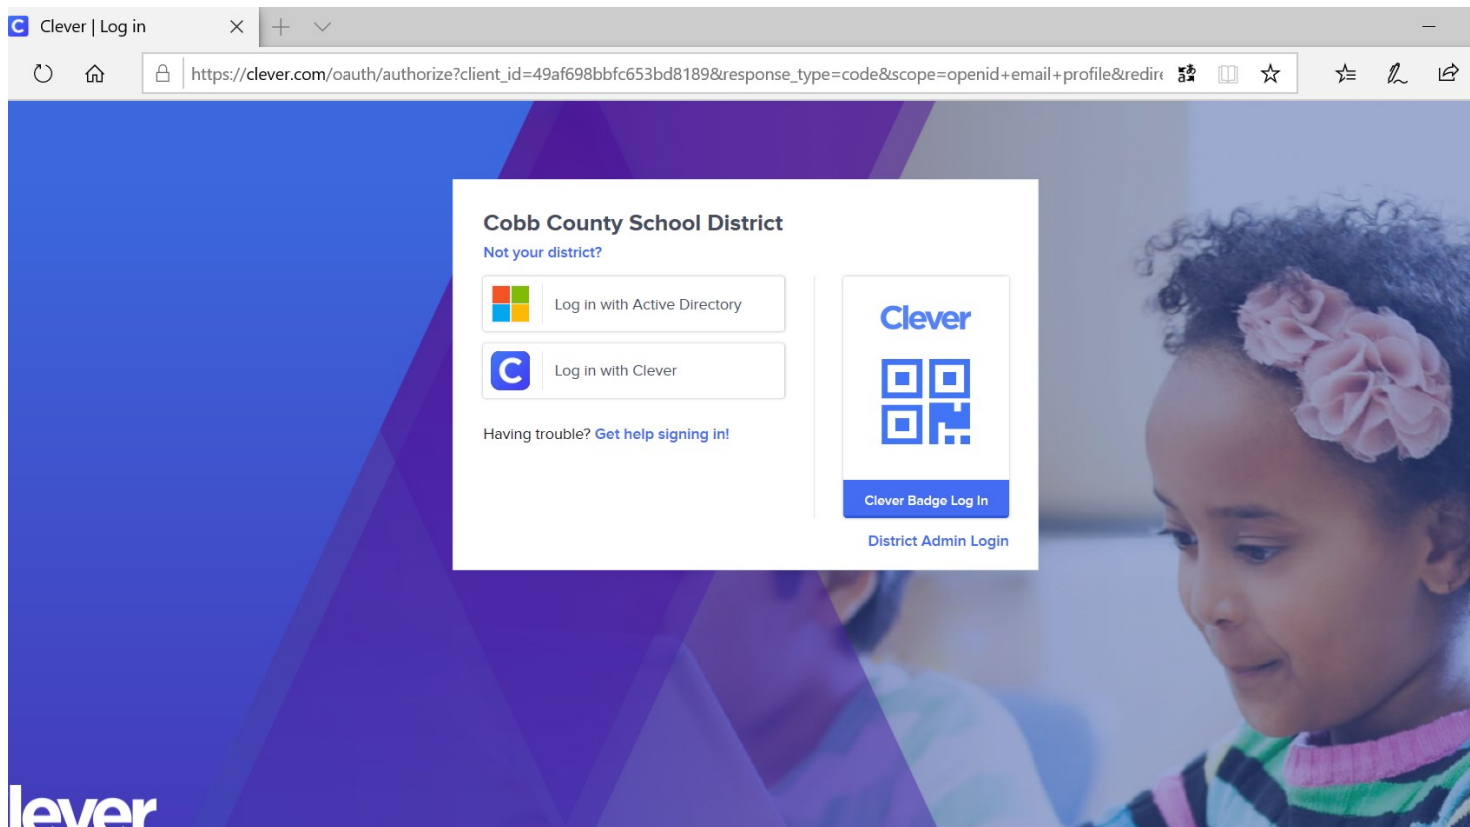 Clever | Log in
https://clever.com/oauth/authorize?client_id=49af698bbfc653bd8189&response_type=code&scope=openid+email+profile&redire
Cobb County School District
Not your district?
Log in with Active Directory
Log in with Clever
Having trouble? Get help signing in!
Clever
Clever Badge Log In
District Admin Login
lever